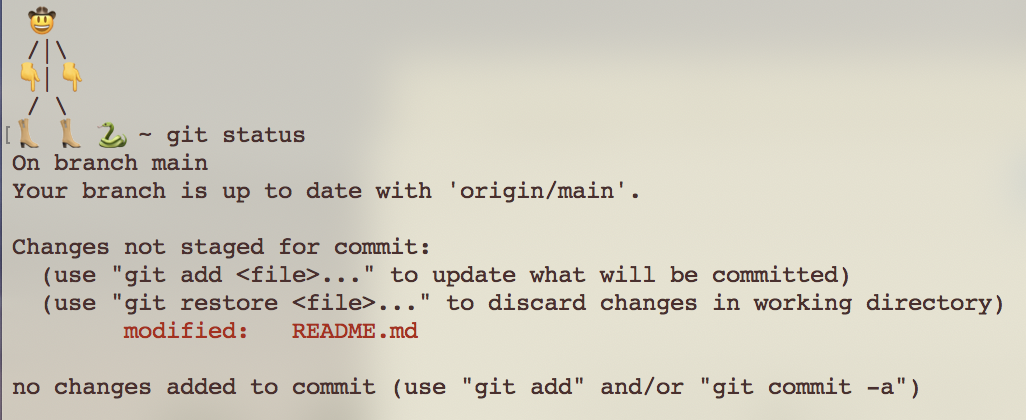 🤠
/|\
👇| 👇
/ \
[👢 👢 🐍 ~ git status
On branch main
Your branch is up to date with 'origin/main'.
Changes not staged for commit:
(use "git add <file>..." to update what will be committed)
(use "git restore <file>..." to discard changes in working directory)
modified:   README.md
no changes added to commit (use "git add" and/or "git commit -a")